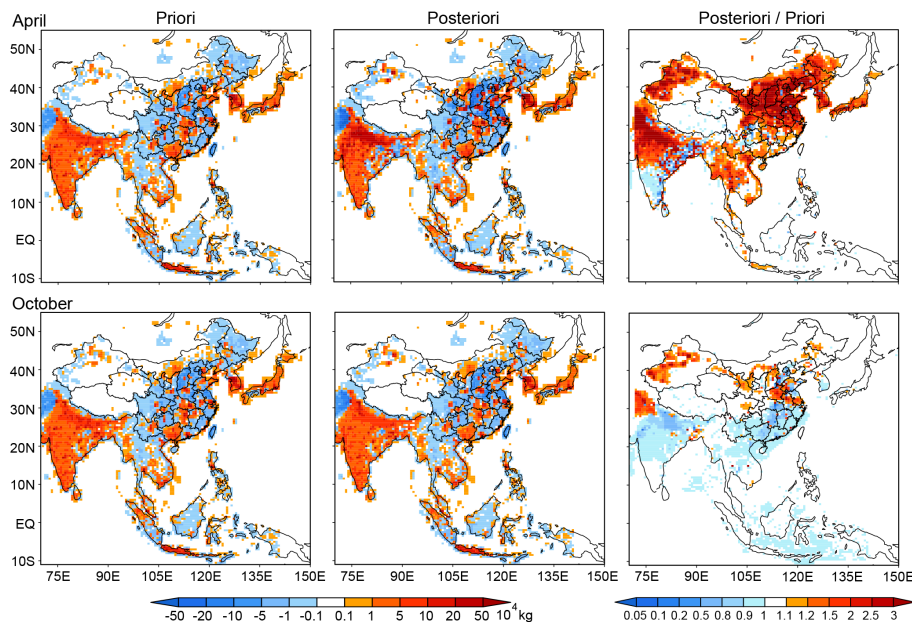 Priori Posteriori Posteriori / Priori
April
50N
40N
30N
20N
10N
EQ
10S
October
50N
40N
30N
20N
10N
EQ
10S
75E 90E 105E 120E 135E 150E 75E 90E 105E 120E 135E 150E 75E 90E 105E 120E 135E 150E
-50 -20 -10 -5 -1 -0.1 0.1 1 5 10 20 50 10⁴ kg
0.05 0.1 0.2 0.5 0.8 0.9 1 1.1 1.2 1.5 2 2.5 3